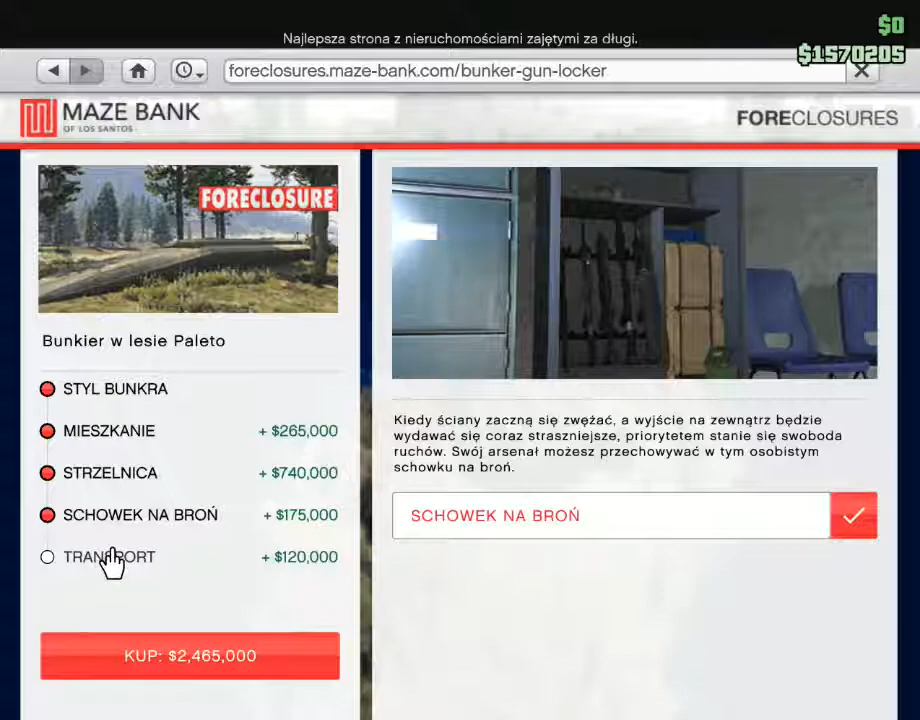 $0
$1570205
Najlepsza strona z nieruchomościami zajętymi za długi.
foreclosures.maze-bank.com/bunker-gun-locker
MAZE BANK
OF LOS SANTOS
FORECLOSURES
FORECLOSURE
Bunkier w lesie Paleto
STYL BUNKRA
MIESZKANIE + $265,000
STRZELNICA + $740,000
SCHOWEK NA BROŃ + $175,000
TRANSPORT + $120,000
KUP: $2,465,000
Kiedy ściany zaczną się zwężać, a wyjście na zewnątrz będzie
wydawać się coraz straszniejsze, priorytetem stanie się swoboda
ruchów. Swój arsenał możesz przechowywać w tym osobistym
schowku na broń.
SCHOWEK NA BROŃ